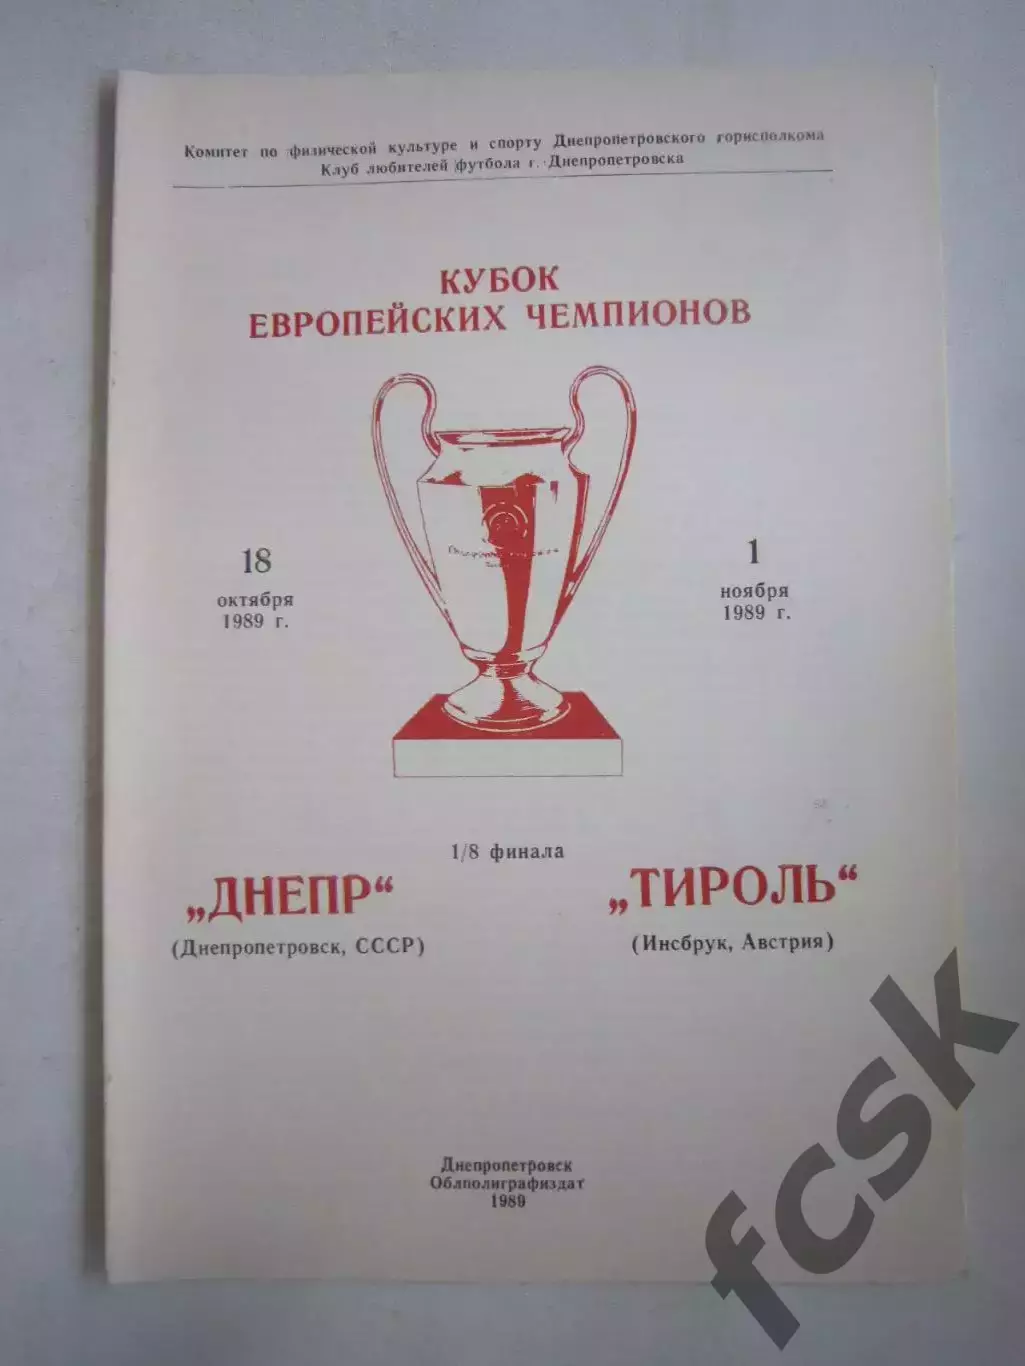 Комитет по физической культуре и спорту Днепропетровского горисполкома
Клуб любителей футбола г. Днепропетровска
КУБОК
ЕВРОПЕЙСКИХ ЧЕМПИОНОВ
18
октября
1989 г.
1
ноября
1989 г.
1/8 финала
„ДНЕПР“
(Днепропетровск, СССР)
„ТИРОЛЬ“
(Инсбрук, Австрия)
Днепропетровск
Облполиграфиздат
1989
fcsk